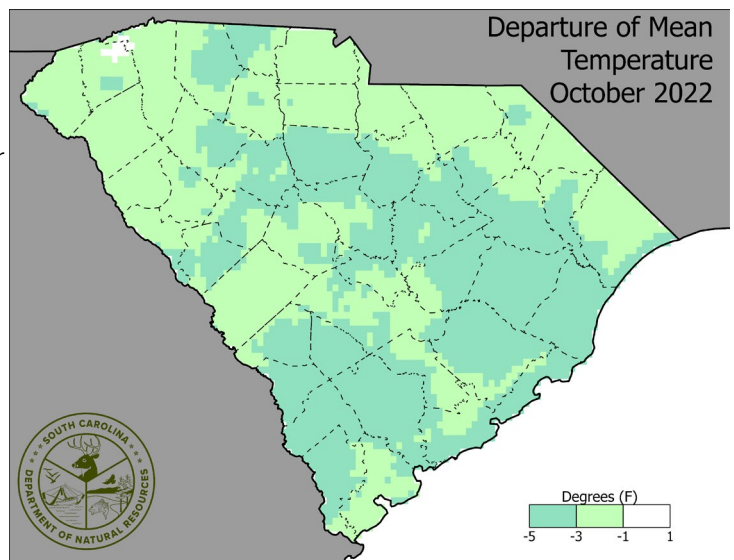 Departure of Mean
Temperature
October 2022
SOUTH CAROLINA
DEPARTMENT OF NATURAL RESOURCES
Degrees (F)
-5 -3 -1 1